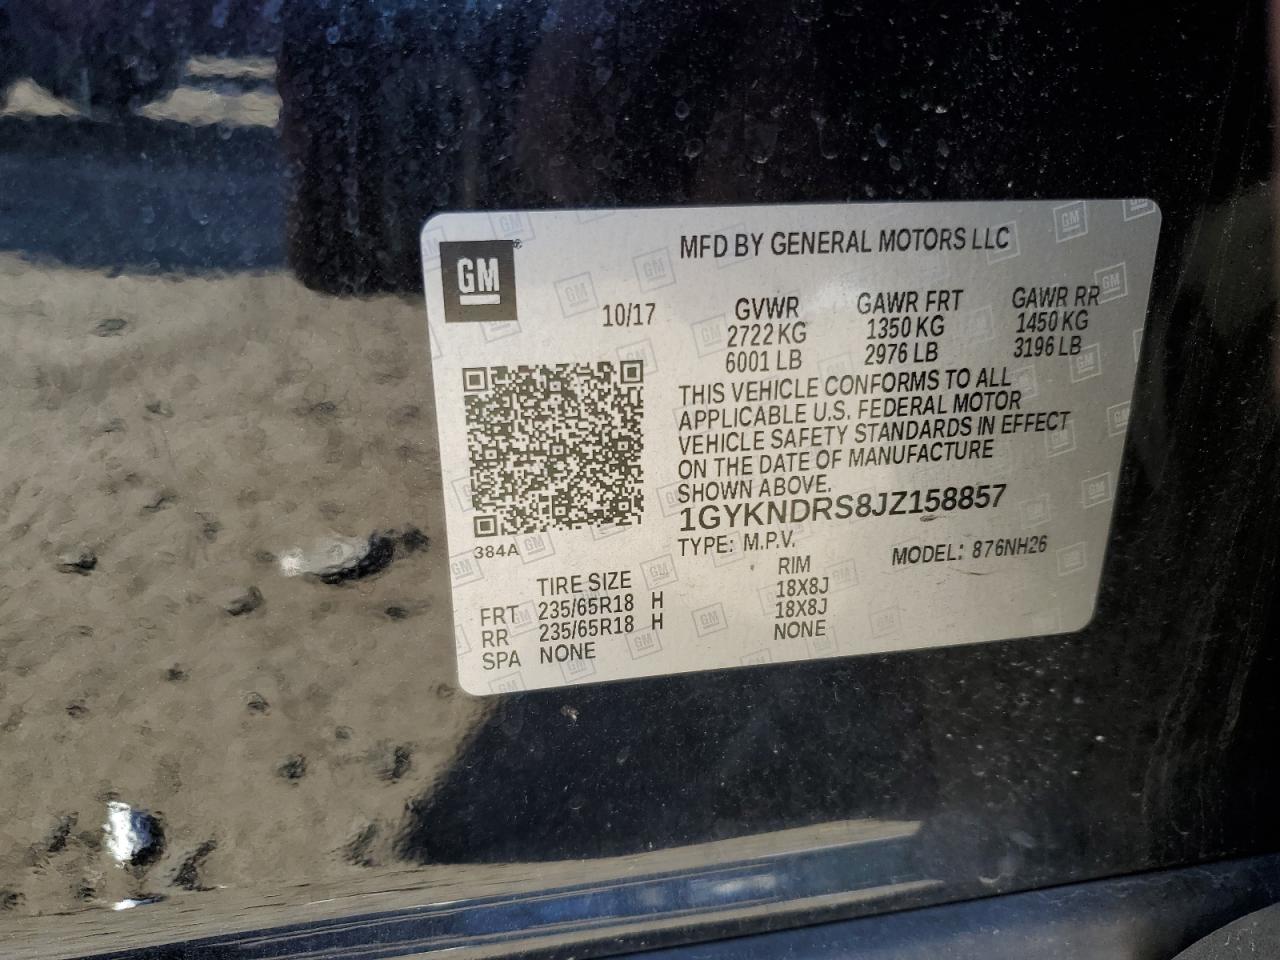 GM
MFD BY GENERAL MOTORS LLC
10/17
GVWR GAWR FRT GAWR RR
2722 KG 1350 KG 1450 KG
6001 LB 2976 LB 3196 LB
THIS VEHICLE CONFORMS TO ALL
APPLICABLE U.S. FEDERAL MOTOR
VEHICLE SAFETY STANDARDS IN EFFECT
ON THE DATE OF MANUFACTURE
SHOWN ABOVE.
1GYKNDRS8JZ158857
384A
TYPE: M.P.V. MODEL: 876NH26
TIRE SIZE RIM
FRT 235/65R18 H 18X8J
RR 235/65R18 H 18X8J
SPA NONE NONE